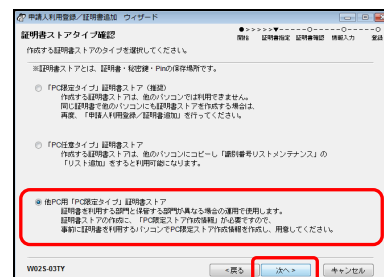 申請人利用登録／証明書追加 ウィザード
証明書ストアタイプ確認
●>>>>>▼-----○-----○-----○
開始 証明書指定 証明書確認 情報入力 登録
作成する証明書ストアのタイプを選択してください。
※証明書ストアとは、証明書・秘密鍵・Pinの保存場所です。
「PC限定タイプ」証明書ストア（推奨）
作成する証明書ストアは、他のパソコンでは利用できません。
同じ証明書で他のパソコンにも証明書ストアを作成する場合は、
再度、「申請人利用登録／証明書追加」を行ってください。
「PC任意タイプ」証明書ストア
作成する証明書ストアは、他のパソコンにコピーし「識別番号リストメンテナンス」の
「リスト追加」をすると利用可能になります。
他PC用「PC限定タイプ」証明書ストア
証明書を利用する部門と保管する部門が異なる場合の運用で使用します。
証明書ストアの作成に、「PC限定ストア作成情報」が必要ですので、
事前に証明書を利用するパソコンでPC限定ストア作成情報を作成し、用意してください。
W02S-03TY
<戻る
次へ>
キャンセル